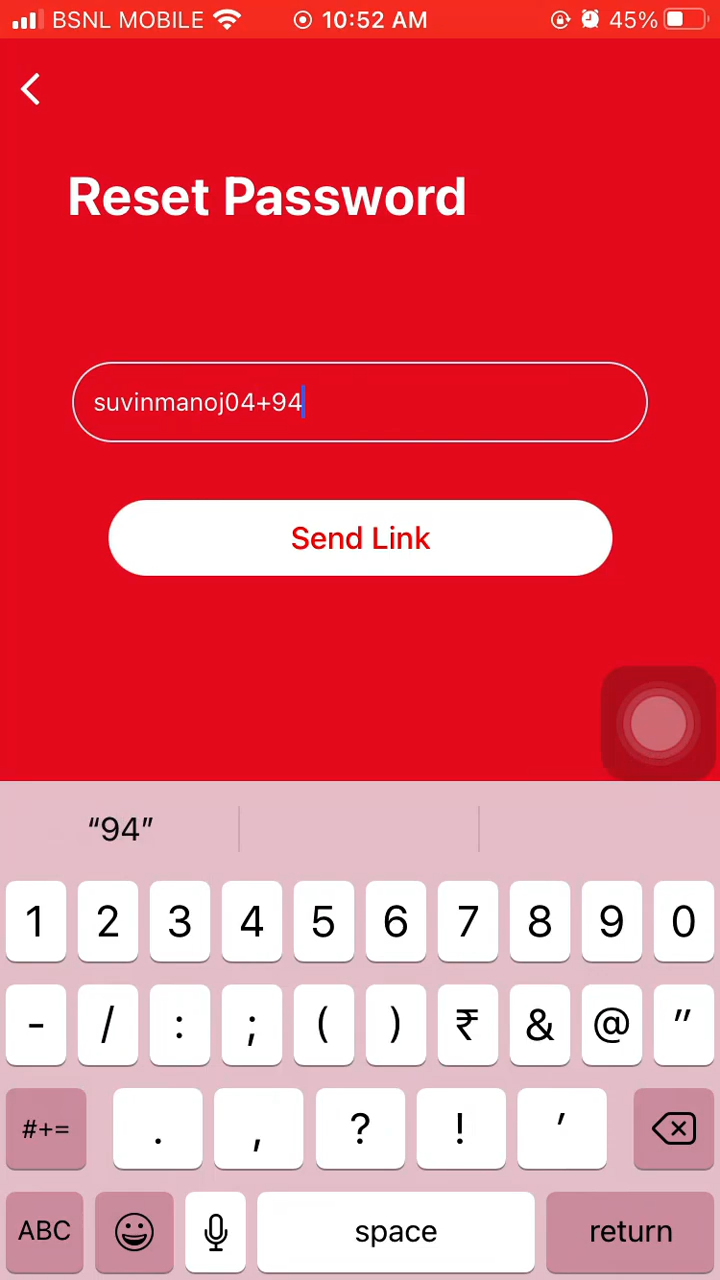 BSNL MOBILE 10:52 AM 45%
Reset Password
suvinmanoj04+94
Send Link
“94”
1 2 3 4 5 6 7 8 9 0
- / : ; ( ) ₹ & @ "
#+= . , ? ! '
ABC space return